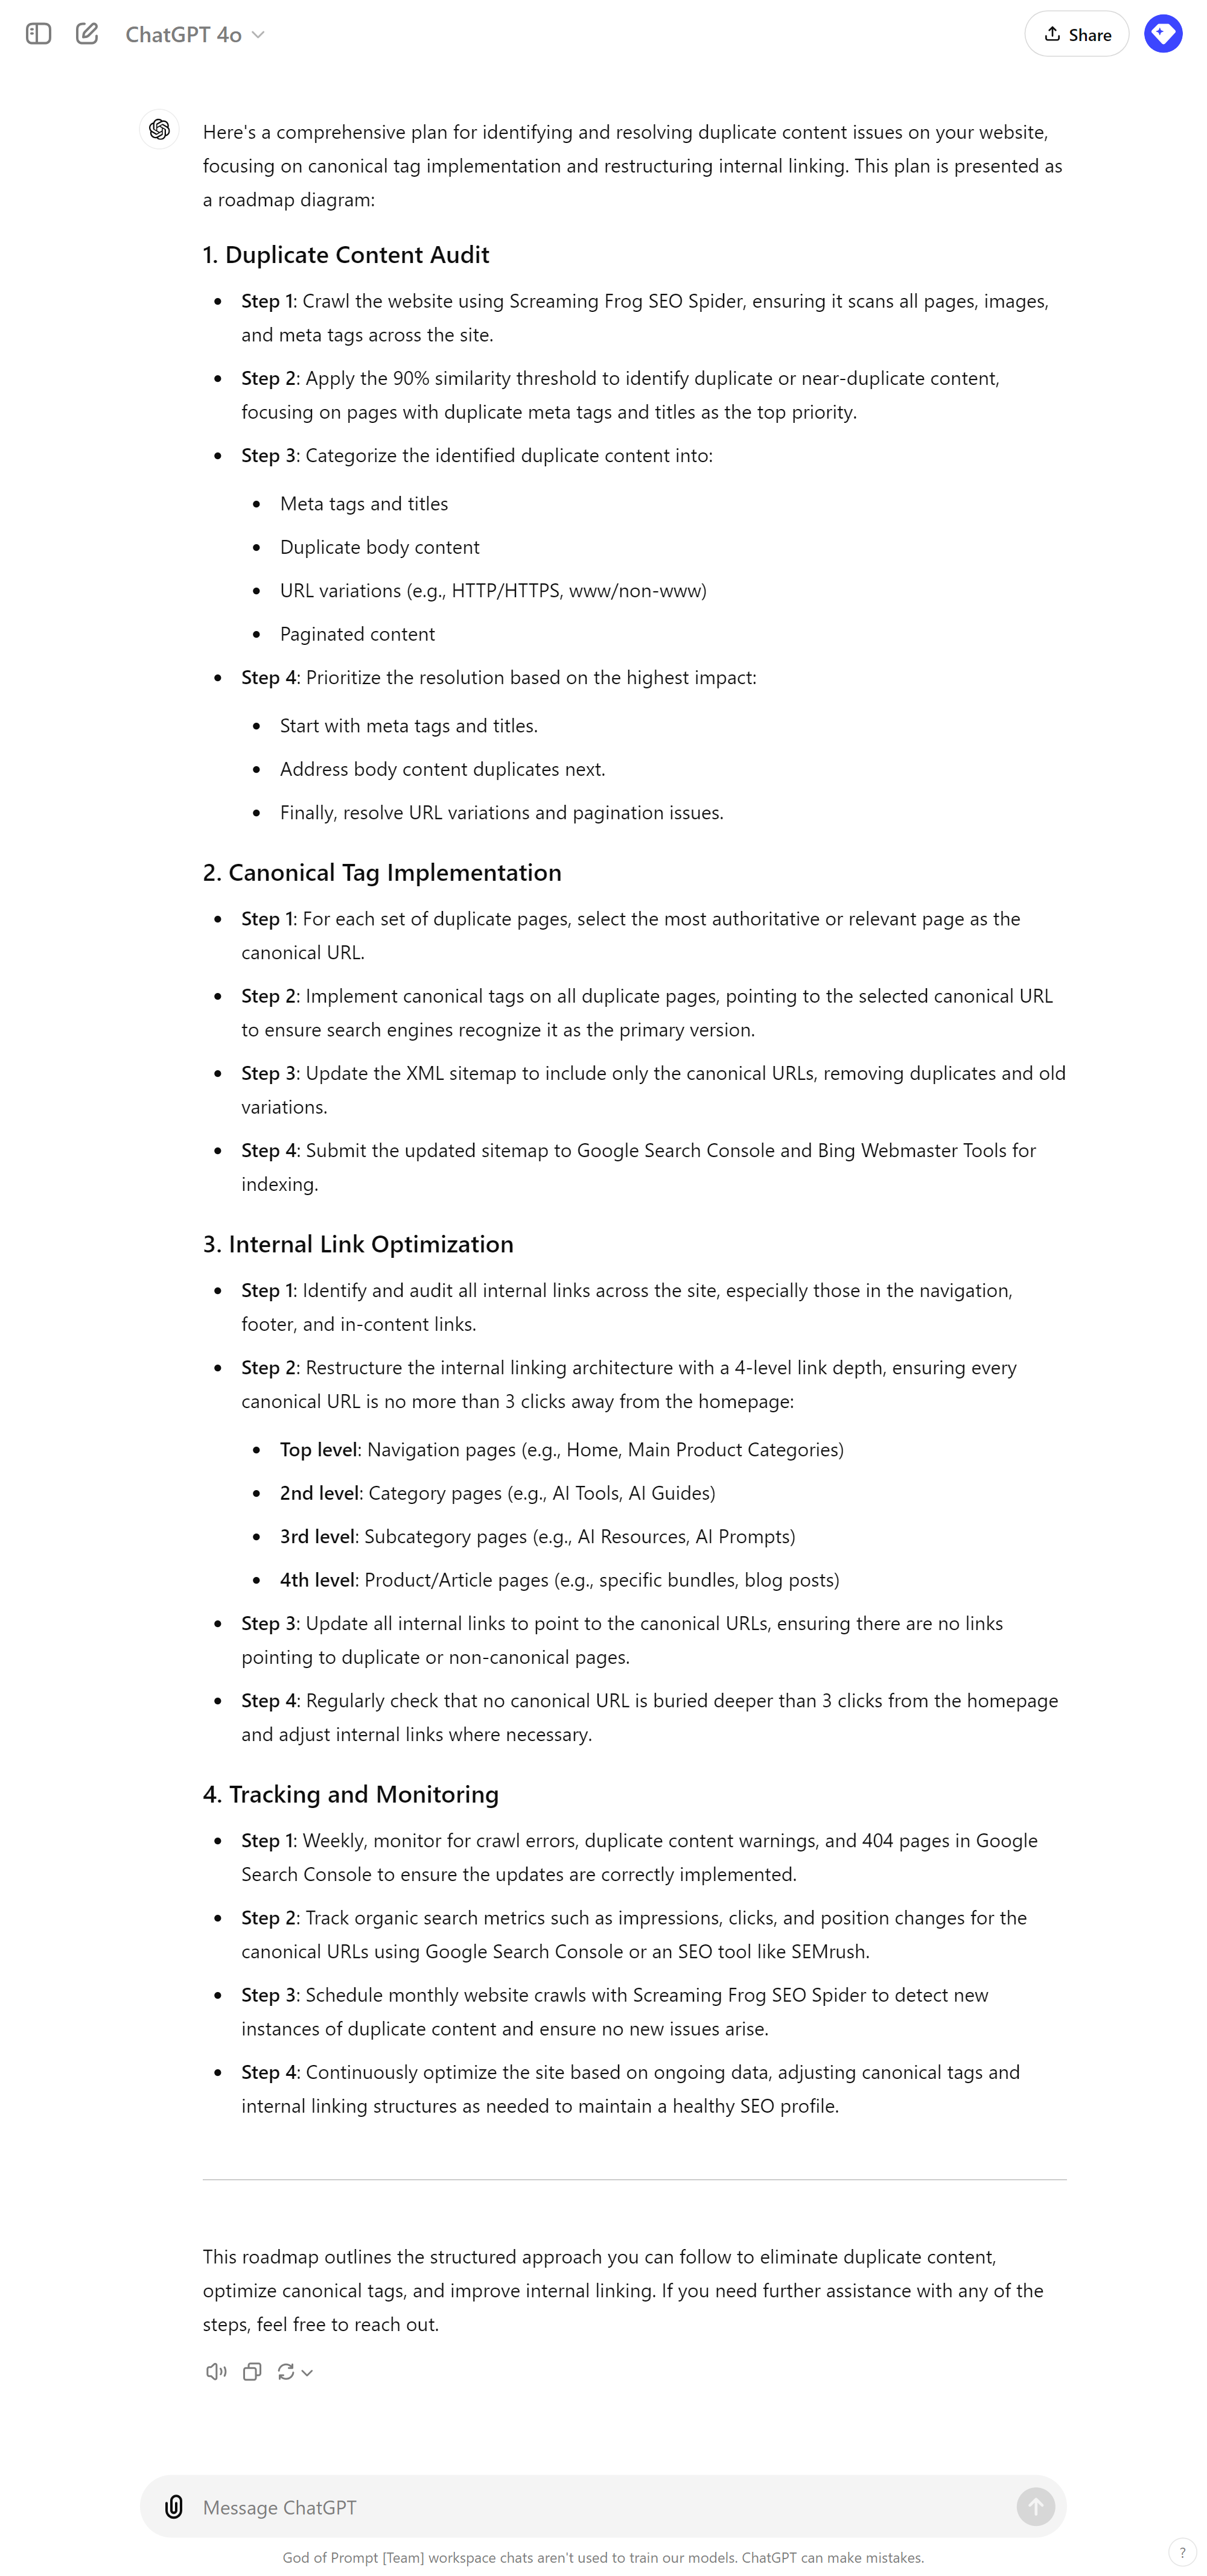 ChatGPT 4o
Share
Here's a comprehensive plan for identifying and resolving duplicate content issues on your website,
focusing on canonical tag implementation and restructuring internal linking. This plan is presented as
a roadmap diagram:
1. Duplicate Content Audit
• Step 1: Crawl the website using Screaming Frog SEO Spider, ensuring it scans all pages, images,
and meta tags across the site.
• Step 2: Apply the 90% similarity threshold to identify duplicate or near-duplicate content,
focusing on pages with duplicate meta tags and titles as the top priority.
• Step 3: Categorize the identified duplicate content into:
• Meta tags and titles
• Duplicate body content
• URL variations (e.g., HTTP/HTTPS, www/non-www)
• Paginated content
• Step 4: Prioritize the resolution based on the highest impact:
• Start with meta tags and titles.
• Address body content duplicates next.
• Finally, resolve URL variations and pagination issues.
2. Canonical Tag Implementation
• Step 1: For each set of duplicate pages, select the most authoritative or relevant page as the
canonical URL.
• Step 2: Implement canonical tags on all duplicate pages, pointing to the selected canonical URL
to ensure search engines recognize it as the primary version.
• Step 3: Update the XML sitemap to include only the canonical URLs, removing duplicates and old
variations.
• Step 4: Submit the updated sitemap to Google Search Console and Bing Webmaster Tools for
indexing.
3. Internal Link Optimization
• Step 1: Identify and audit all internal links across the site, especially those in the navigation,
footer, and in-content links.
• Step 2: Restructure the internal linking architecture with a 4-level link depth, ensuring every
canonical URL is no more than 3 clicks away from the homepage:
• Top level: Navigation pages (e.g., Home, Main Product Categories)
• 2nd level: Category pages (e.g., AI Tools, AI Guides)
• 3rd level: Subcategory pages (e.g., AI Resources, AI Prompts)
• 4th level: Product/Article pages (e.g., specific bundles, blog posts)
• Step 3: Update all internal links to point to the canonical URLs, ensuring there are no links
pointing to duplicate or non-canonical pages.
• Step 4: Regularly check that no canonical URL is buried deeper than 3 clicks from the homepage
and adjust internal links where necessary.
4. Tracking and Monitoring
• Step 1: Weekly, monitor for crawl errors, duplicate content warnings, and 404 pages in Google
Search Console to ensure the updates are correctly implemented.
• Step 2: Track organic search metrics such as impressions, clicks, and position changes for the
canonical URLs using Google Search Console or an SEO tool like SEMrush.
• Step 3: Schedule monthly website crawls with Screaming Frog SEO Spider to detect new
instances of duplicate content and ensure no new issues arise.
• Step 4: Continuously optimize the site based on ongoing data, adjusting canonical tags and
internal linking structures as needed to maintain a healthy SEO profile.
This roadmap outlines the structured approach you can follow to eliminate duplicate content,
optimize canonical tags, and improve internal linking. If you need further assistance with any of the
steps, feel free to reach out.
Message ChatGPT
God of Prompt [Team] workspace chats aren't used to train our models. ChatGPT can make mistakes.
?